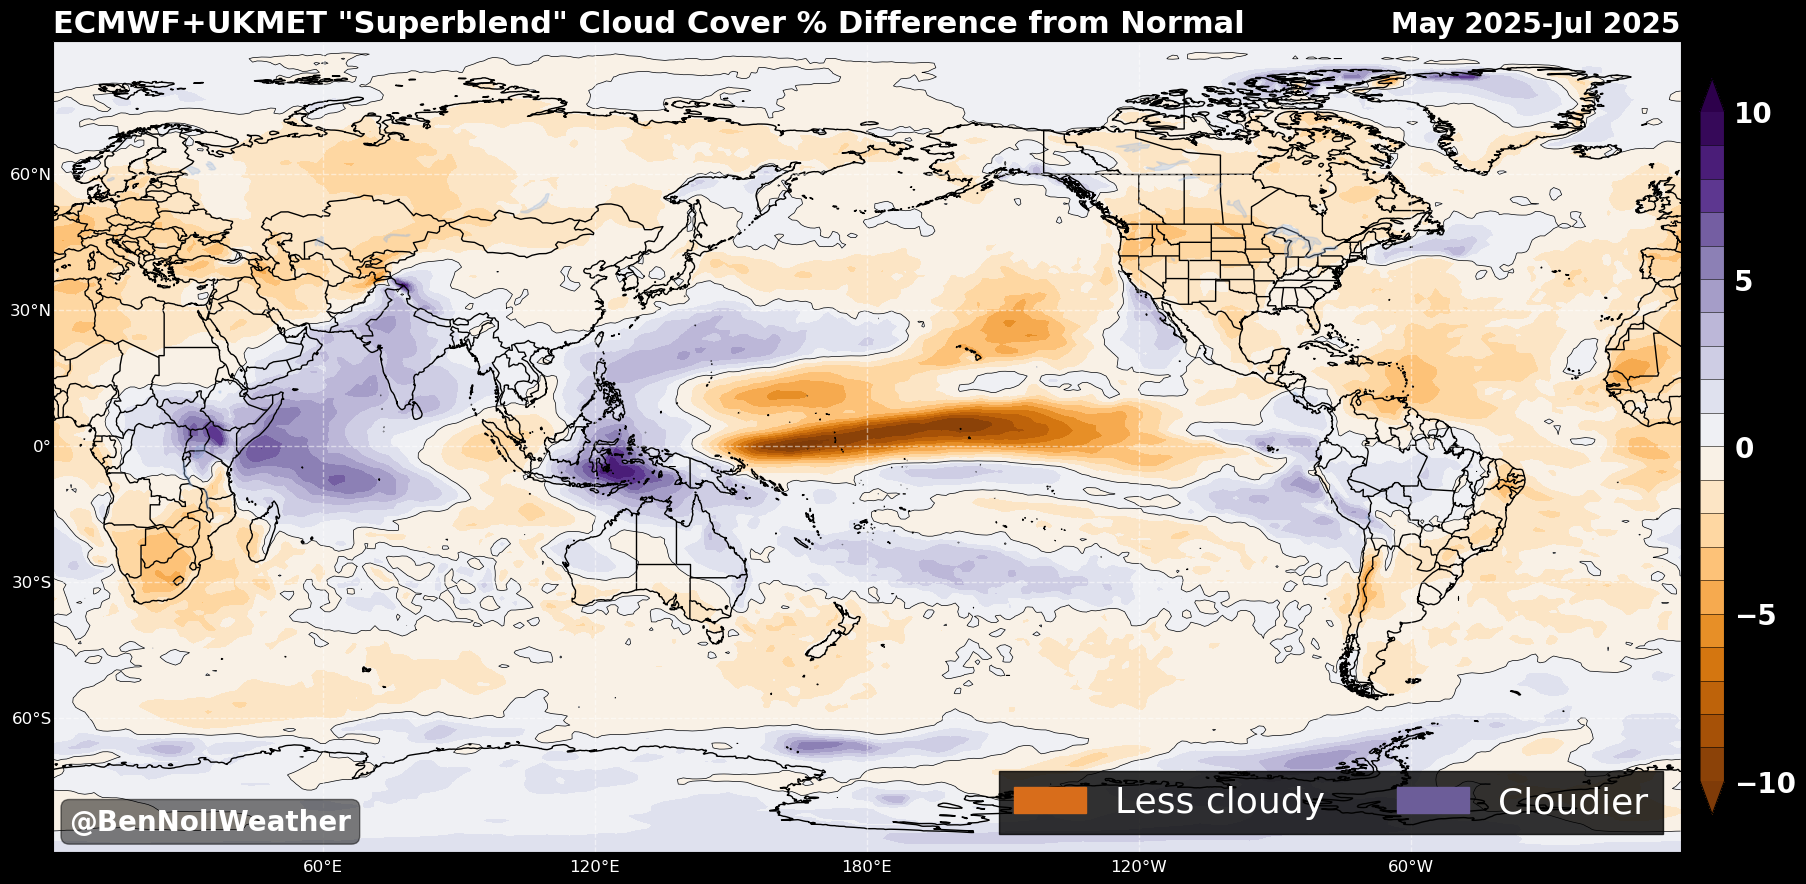 ECMWF+UKMET "Superblend" Cloud Cover % Difference from Normal
May 2025-Jul 2025
60°N
30°N
0°
30°S
60°S
60°E
120°E
180°E
120°W
60°W
10
5
0
−5
−10
@BenNollWeather
Less cloudy
Cloudier